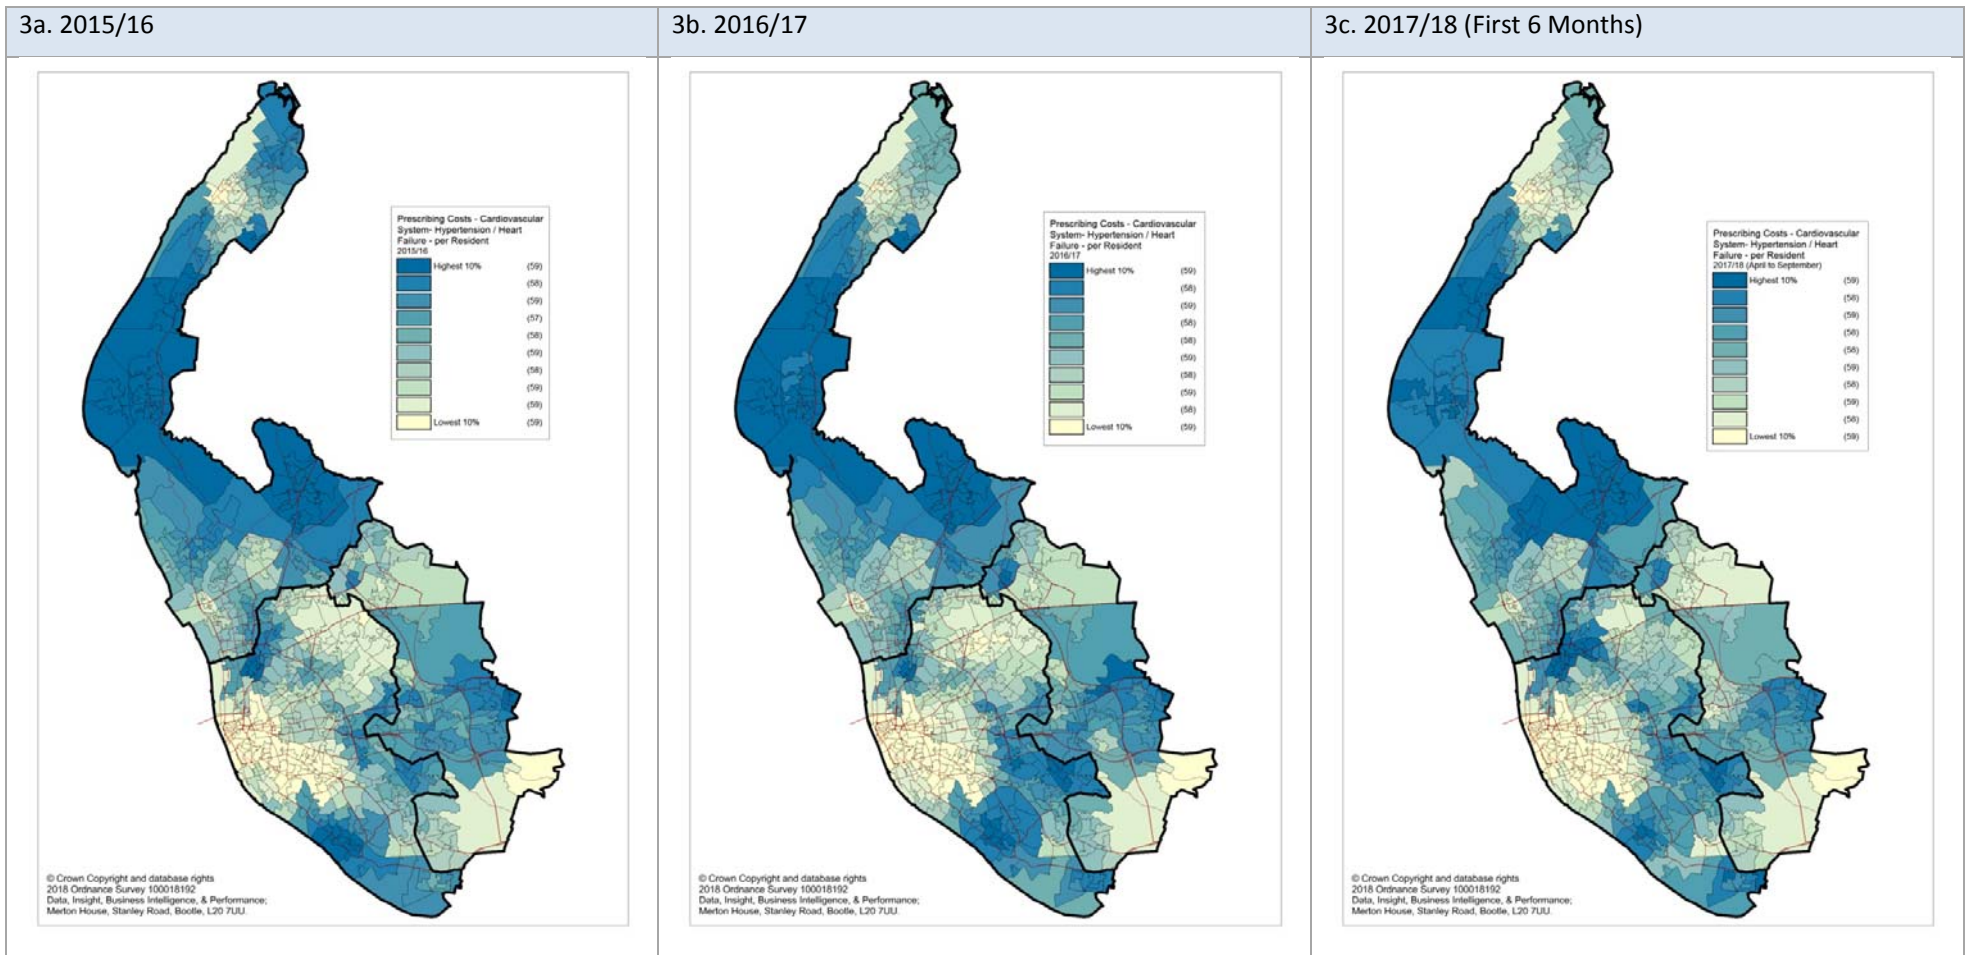 3a. 2015/16
3b. 2016/17
3c. 2017/18 (First 6 Months)
Prescribing Costs - Cardiovascular
System- Hypertension / Heart
Failure - per Resident
2015/16
Highest 10% (59)
(58)
(59)
(57)
(58)
(59)
(58)
(59)
(59)
Lowest 10% (59)
© Crown Copyright and database rights
2018 Ordnance Survey 100018192
Data, Insight, Business Intelligence, & Performance;
Merton House, Stanley Road, Bootle, L20 7UU.
Prescribing Costs - Cardiovascular
System- Hypertension / Heart
Failure - per Resident
2016/17
Highest 10% (59)
(58)
(59)
(58)
(58)
(59)
(58)
(59)
(58)
Lowest 10% (59)
© Crown Copyright and database rights
2018 Ordnance Survey 100018192
Data, Insight, Business Intelligence, & Performance;
Merton House, Stanley Road, Bootle, L20 7UU.
Prescribing Costs - Cardiovascular
System- Hypertension / Heart
Failure - per Resident
2017/18 (April to September)
Highest 10% (59)
(58)
(59)
(58)
(58)
(59)
(58)
(59)
(58)
Lowest 10% (59)
© Crown Copyright and database rights
2018 Ordnance Survey 100018192
Data, Insight, Business Intelligence, & Performance;
Merton House, Stanley Road, Bootle, L20 7UU.